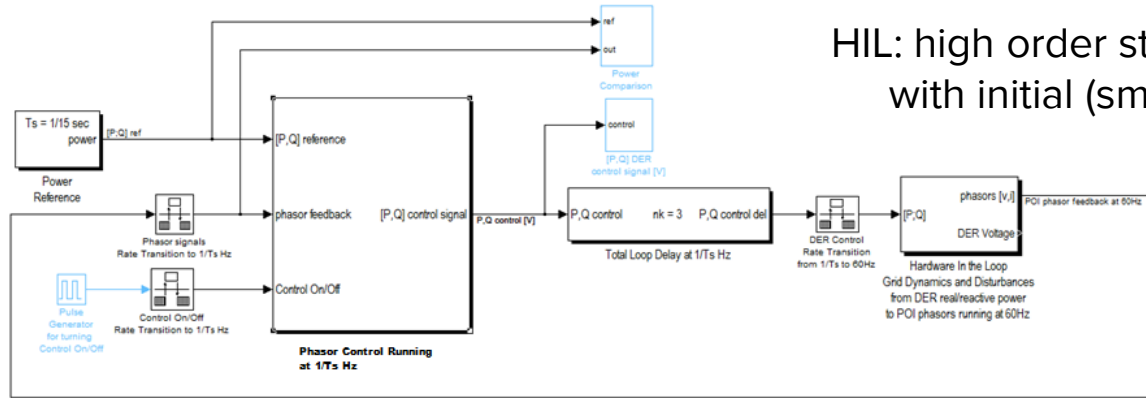 HIL: high order st
with initial (sm
ref
out
Power
Comparison
Ts = 1/15 sec
power
[P;Q] ref
Power
Reference
[P,Q] reference
control
[P;Q] DER
control signal [V]
phasor feedback
[P,Q] control signal
P,Q control [V]
P,Q control
nk = 3
P,Q control del
Total Loop Delay at 1/Ts Hz
DER Control
Rate Transition
from 1/Ts to 60Hz
[P;Q]
phasors [v,i]
DER Voltage
POI phasor feedback at 60Hz
Hardware In the Loop
Grid Dynamics and Disturbances
from DER real/reactive power
to POI phasors running at 60Hz
Phasor signals
Rate Transition to 1/Ts Hz
Control On/Off
Pulse
Generator
for turning
Control On/Off
Control On/Off
Rate Transition to 1/Ts Hz
Phasor Control Running
at 1/Ts Hz